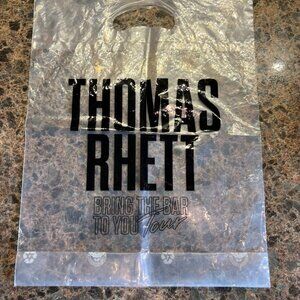 THOMAS
RHETT
BRING THE BAR
TO YOU Tour